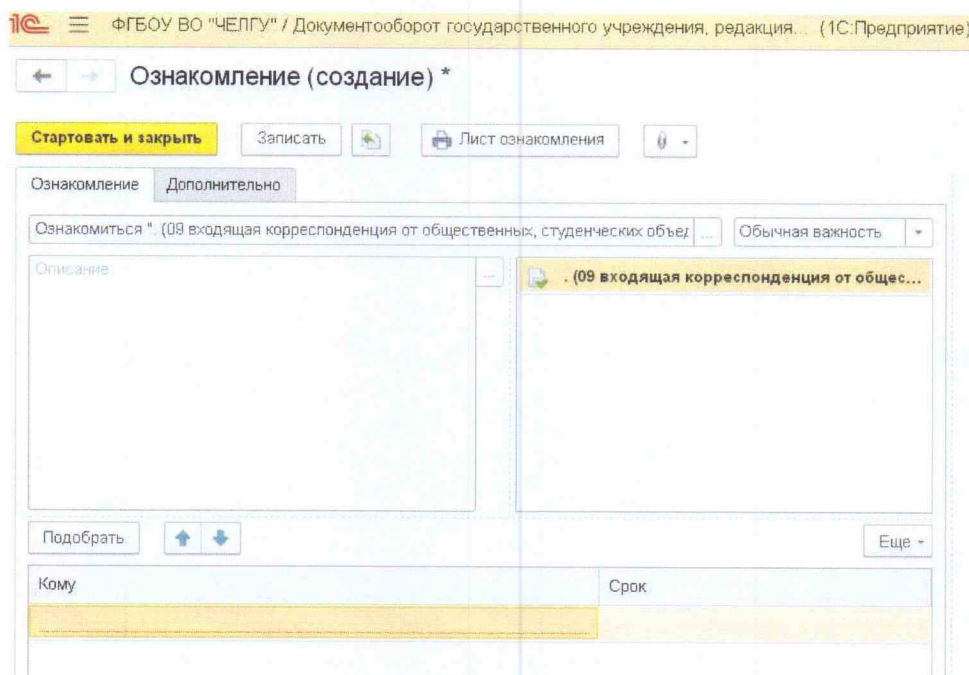 1С ФГБОУ ВО "ЧЕЛГУ" / Документооборот государственного учреждения, редакция... (1С:Предприятие)
Ознакомление (создание) *
Стартовать и закрыть Записать Лист ознакомления
Ознакомление Дополнительно
Ознакомиться ". (09 входящая корреспонденция от общественных, студенческих объед ... Обычная важность
Описание ... . (09 входящая корреспонденция от общес...
Подобрать Еще
Кому Срок